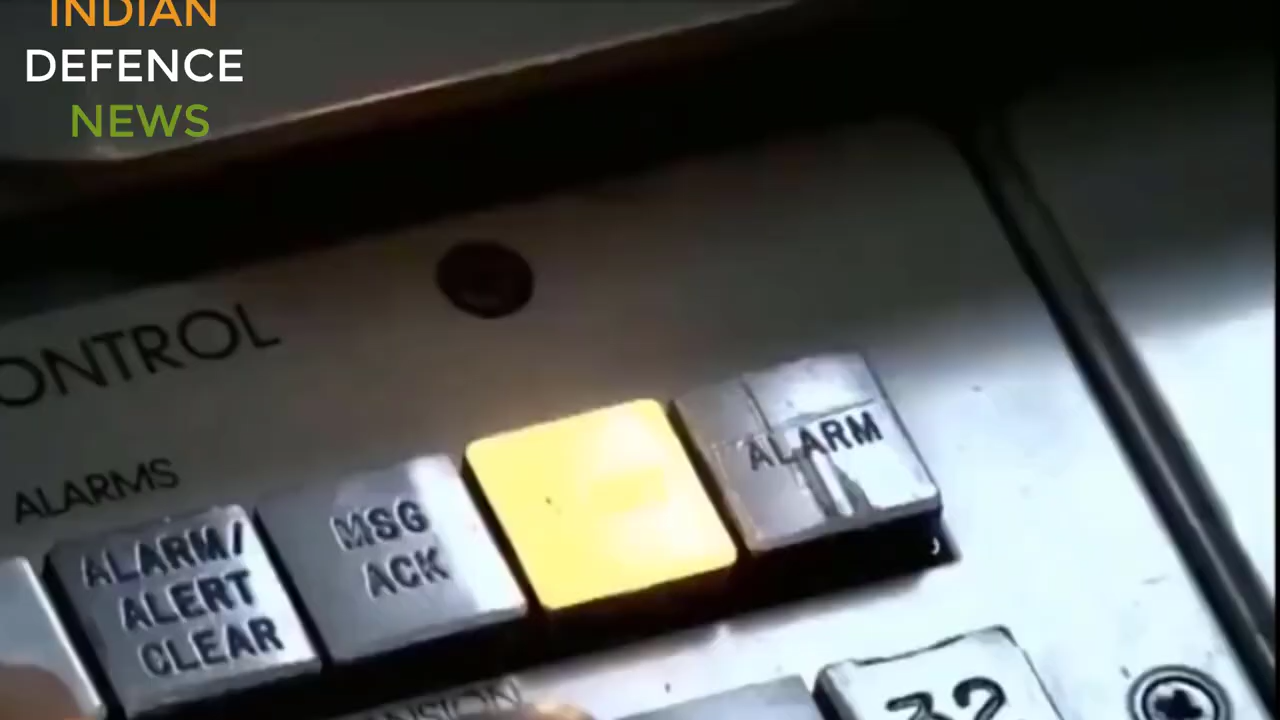 INDIAN
DEFENCE
NEWS
ONTROL
ALARMS
ALARM/
ALERT
CLEAR
MSG
ACK
ALARM
32